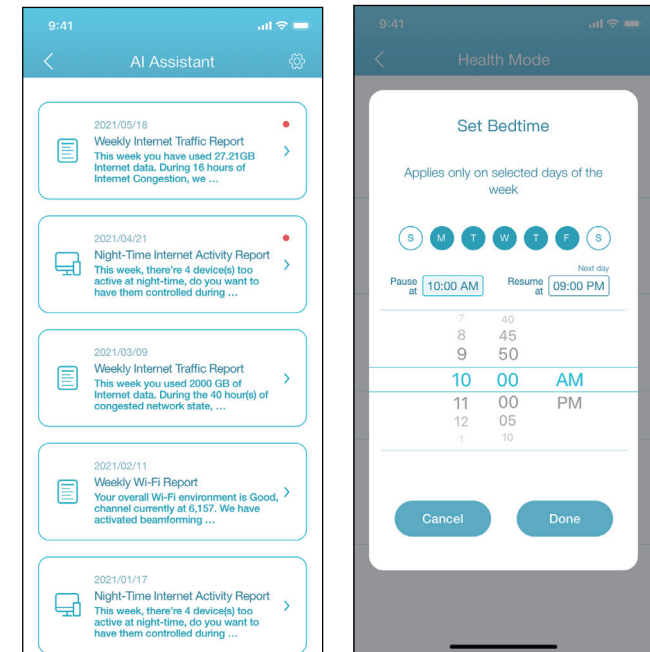 9:41
AI Assistant
2021/05/18
Weekly Internet Traffic Report
This week you have used 27.21GB
Internet data. During 16 hours of
Internet Congestion, we ...
2021/04/21
Night-Time Internet Activity Report
This week, there're 4 device(s) too
active at night-time, do you want to
have them controlled during ...
2021/03/09
Weekly Internet Traffic Report
This week you used 2000 GB of
Internet data. During the 40 hour(s) of
congested network state, ...
2021/02/11
Weekly Wi-Fi Report
Your overall Wi-Fi environment is Good,
channel currently at 6,157. We have
activated beamforming ...
2021/01/17
Night-Time Internet Activity Report
This week, there're 4 device(s) too
active at night-time, do you want to
have them controlled during ...
9:41
Health Mode
Set Bedtime
Applies only on selected days of the
week
S M T W T F S
Next day
Pause at 10:00 AM Resume at 09:00 PM
7 40
8 45
9 50
10 00 AM
11 00 PM
12 05
1 10
Cancel Done